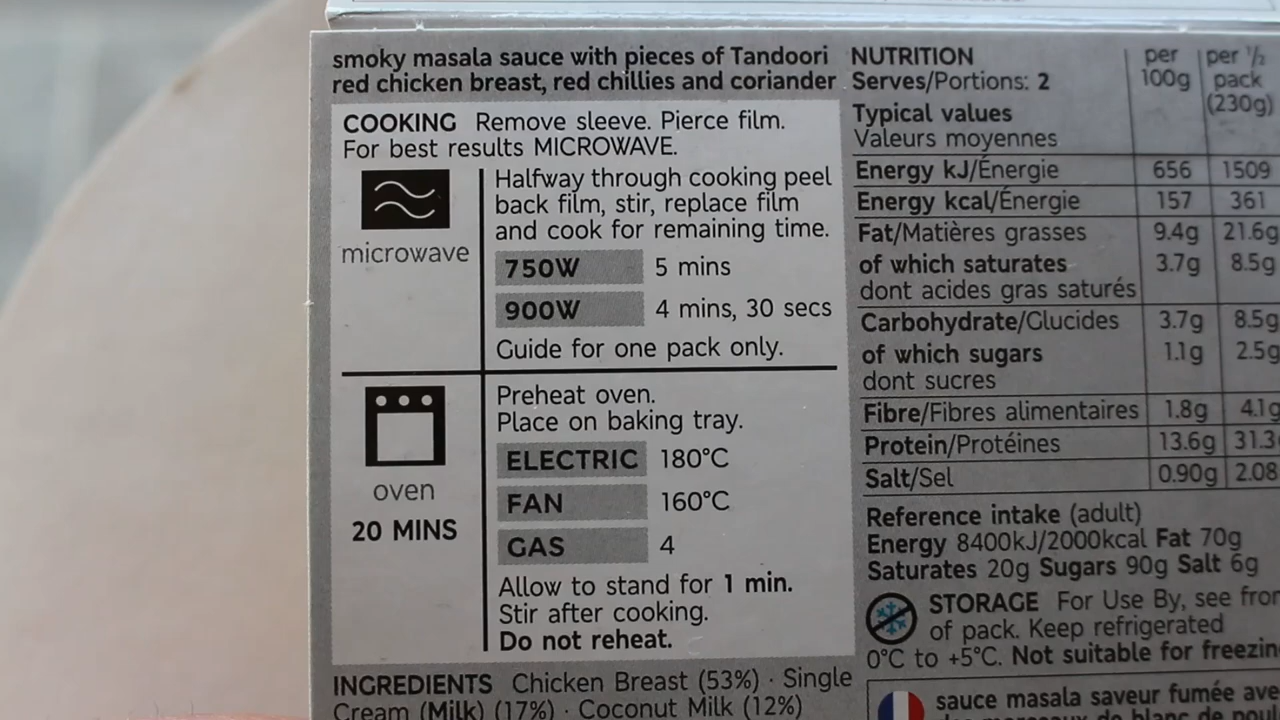 smoky masala sauce with pieces of Tandoori
red chicken breast, red chillies and coriander
COOKING Remove sleeve. Pierce film.
For best results MICROWAVE.
microwave
Halfway through cooking peel
back film, stir, replace film
and cook for remaining time.
750W 5 mins
900W 4 mins, 30 secs
Guide for one pack only.
oven
20 MINS
Preheat oven.
Place on baking tray.
ELECTRIC 180°C
FAN 160°C
GAS 4
Allow to stand for 1 min.
Stir after cooking.
Do not reheat.
INGREDIENTS Chicken Breast (53%) · Single
Cream (Milk) (17%) · Coconut Milk (12%)
NUTRITION per per ½
Serves/Portions: 2 100g pack
(230g)
Typical values
Valeurs moyennes
Energy kJ/Énergie 656 1509
Energy kcal/Énergie 157 361
Fat/Matières grasses 9.4g 21.6g
of which saturates 3.7g 8.5g
dont acides gras saturés
Carbohydrate/Glucides 3.7g 8.5g
of which sugars 1.1g 2.5g
dont sucres
Fibre/Fibres alimentaires 1.8g 4.1g
Protein/Protéines 13.6g 31.3
Salt/Sel 0.90g 2.08
Reference intake (adult)
Energy 8400kJ/2000kcal Fat 70g
Saturates 20g Sugars 90g Salt 6g
STORAGE For Use By, see
of pack. Keep refrigerated
0°C to +5°C. Not suitable for
sauce masala saveur fumée
morceaux de blanc de